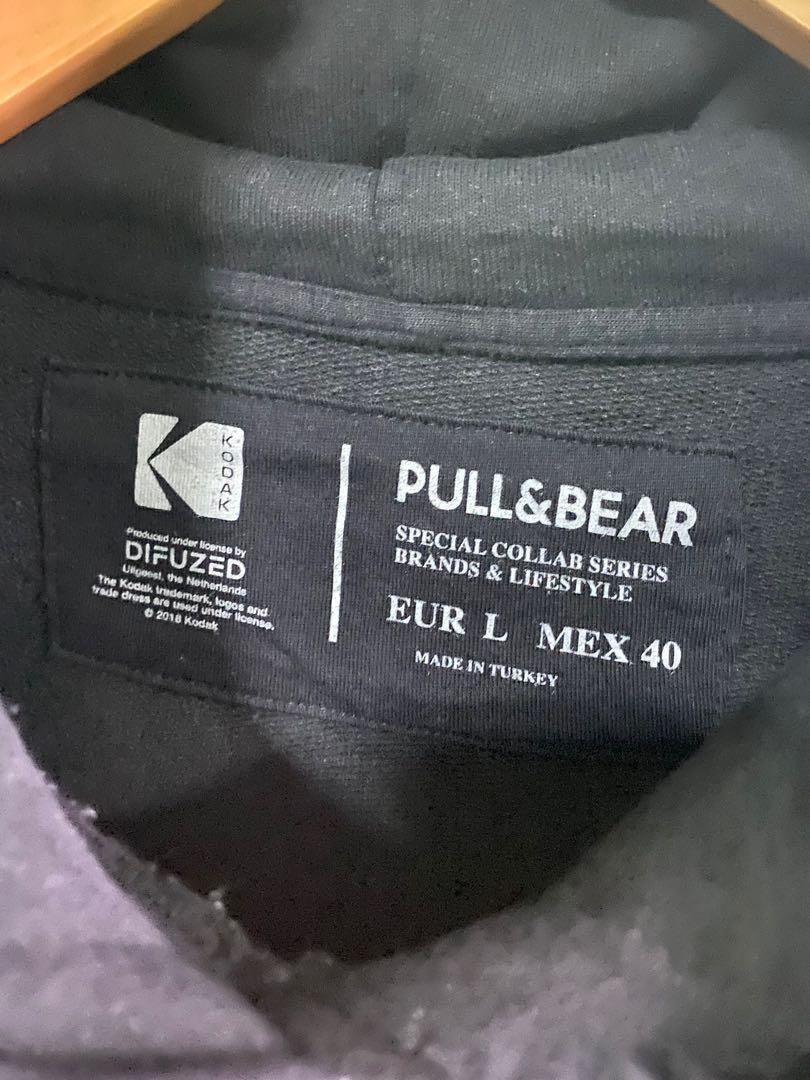 KODAK
Produced under license by
DIFUZED
Uitgeest, the Netherlands
The Kodak trademark, logos and
trade dress are used under license.
© 2018 Kodak
PULL&BEAR
SPECIAL COLLAB SERIES
BRANDS & LIFESTYLE
EUR L MEX 40
MADE IN TURKEY